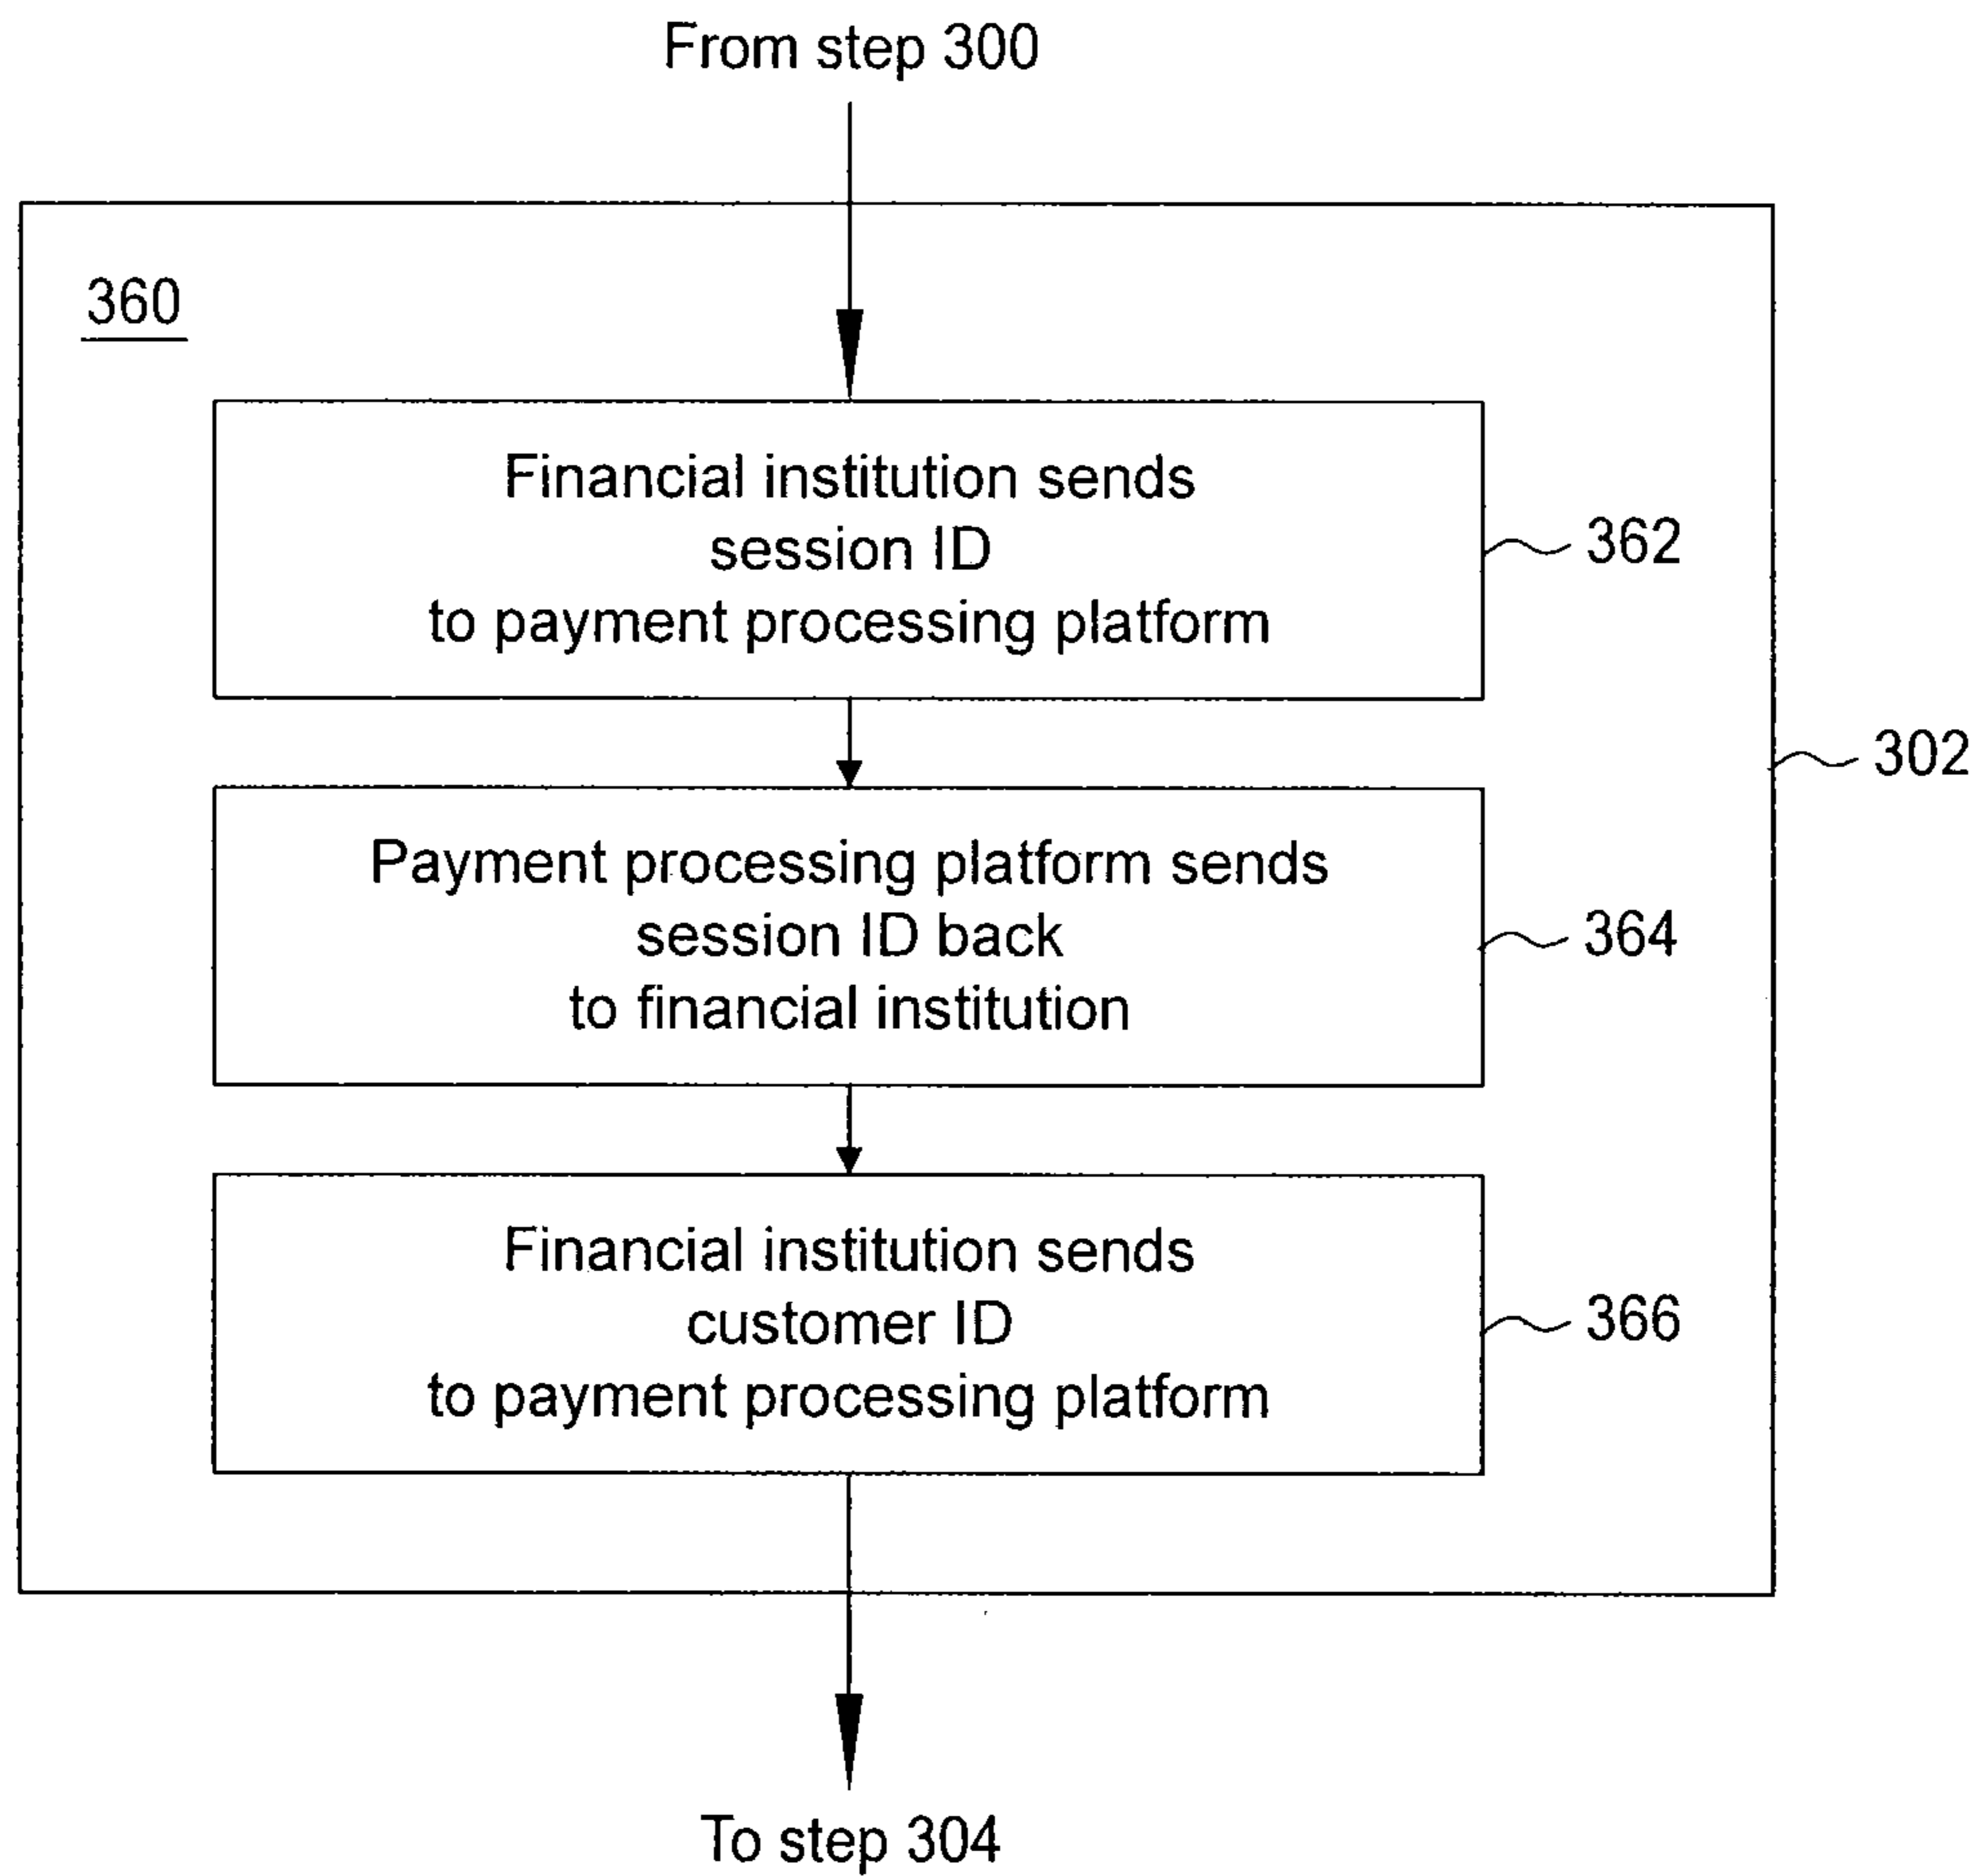 From step 300
360
Financial institution sends
session ID
to payment processing platform
362
302
Payment processing platform sends
session ID back
to financial institution
364
Financial institution sends
customer ID
to payment processing platform
366
To step 304